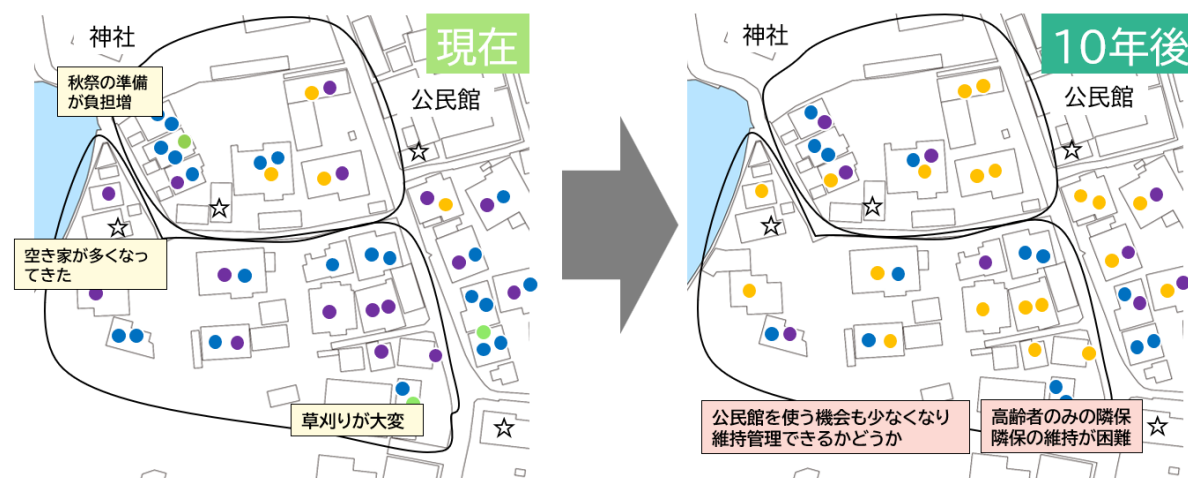 神社
現在
秋祭の準備
が負担増
公民館
空き家が多くなっ
てきた
草刈りが大変
神社
10年後
公民館
公民館を使う機会も少なくなり
維持管理できるかどうか
高齢者のみの隣保
隣保の維持が困難